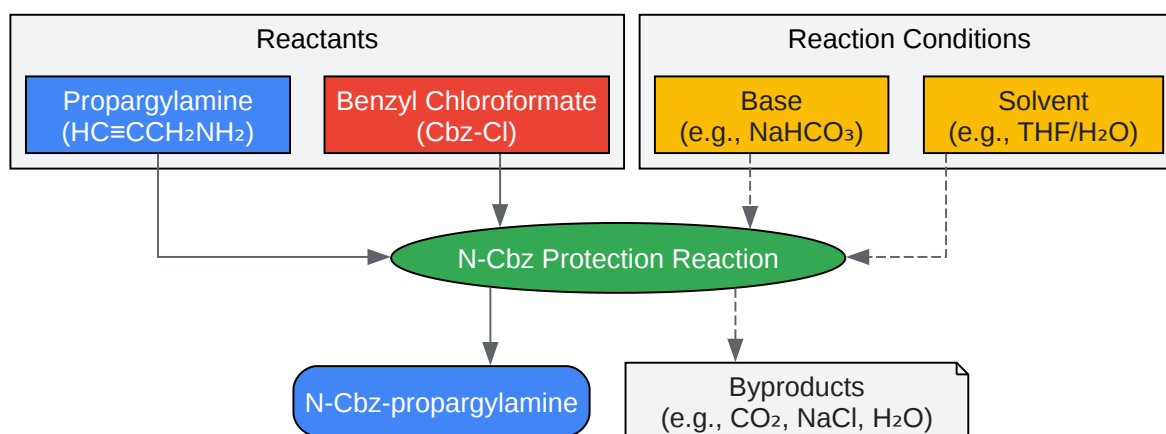 Reactants
Reaction Conditions
Propargylamine
(HC≡CCH₂NH₂)
Benzyl Chloroformate
(Cbz-Cl)
Base
(e.g., NaHCO₃)
Solvent
(e.g., THF/H₂O)
N-Cbz Protection Reaction
N-Cbz-propargylamine
Byproducts
(e.g., CO₂, NaCl, H₂O)